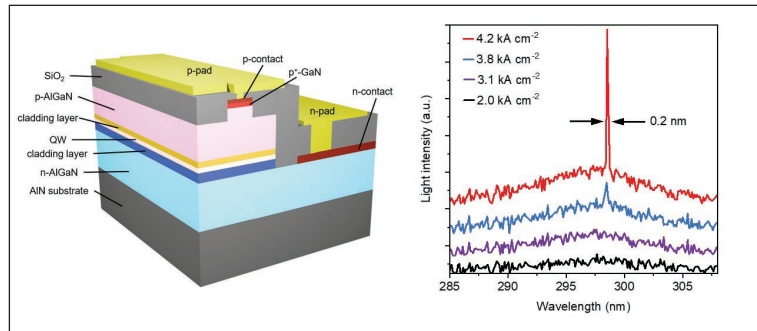 p-contact
p-pad
p⁺-GaN
SiO₂
n-contact
p-AlGaN
n-pad
cladding layer
QW
cladding layer
n-AlGaN
AlN substrate
4.2 kA cm⁻²
3.8 kA cm⁻²
3.1 kA cm⁻²
2.0 kA cm⁻²
0.2 nm
Light intensity (a.u.)
285 290 295 300 305
Wavelength (nm)